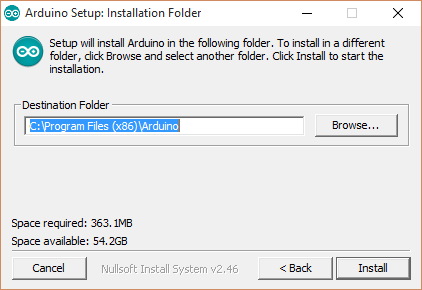 Arduino Setup: Installation Folder
Setup will install Arduino in the following folder. To install in a different
folder, click Browse and select another folder. Click Install to start the
installation.
Destination Folder
C:\Program Files (x86)\Arduino
Browse...
Space required: 363.1MB
Space available: 54.2GB
Cancel
Nullsoft Install System v2.46
< Back
Install